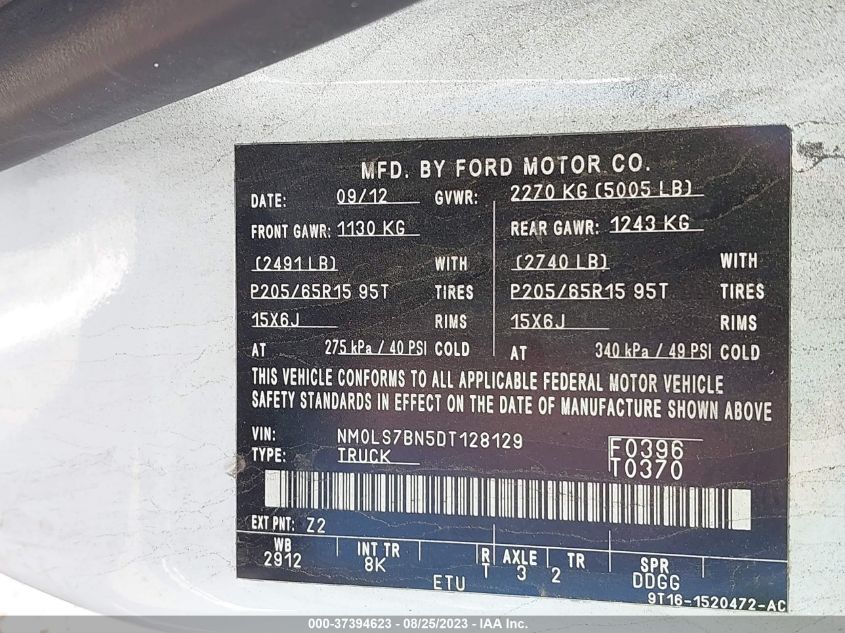 MFD. BY FORD MOTOR CO.
DATE: 09/12 GVWR: 2270 KG (5005 LB)
FRONT GAWR: 1130 KG REAR GAWR: 1243 KG
(2491 LB) WITH (2740 LB) WITH
P205/65R15 95T TIRES P205/65R15 95T TIRES
15X6J RIMS 15X6J RIMS
AT 275 kPa / 40 PSI COLD AT 340 kPa / 49 PSI COLD
THIS VEHICLE CONFORMS TO ALL APPLICABLE FEDERAL MOTOR VEHICLE
SAFETY STANDARDS IN EFFECT ON THE DATE OF MANUFACTURE SHOWN ABOVE
VIN: NM0LS7BN5DT128129 F0396
TYPE: TRUCK T0370
EXT PNT: Z2
WB INT TR R AXLE TR SPR
2912 8K T 3 2 DDGG
ETU 9T16-1520472-AC
000-37394623 - 08/25/2023 - IAA Inc.